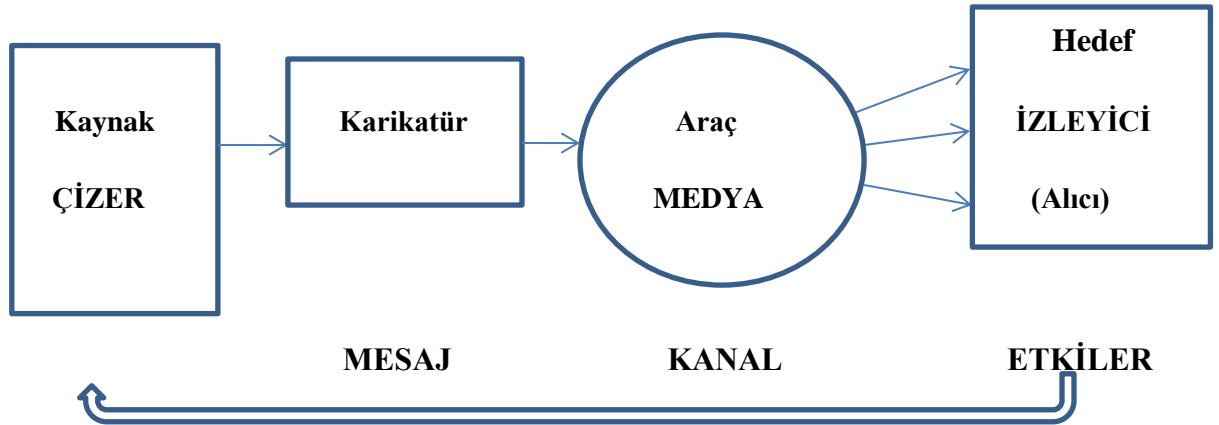 Kaynak
ÇİZER
Karikatür
Araç
MEDYA
Hedef
İZLEYİCİ
(Alıcı)
MESAJ
KANAL
ETKİLER